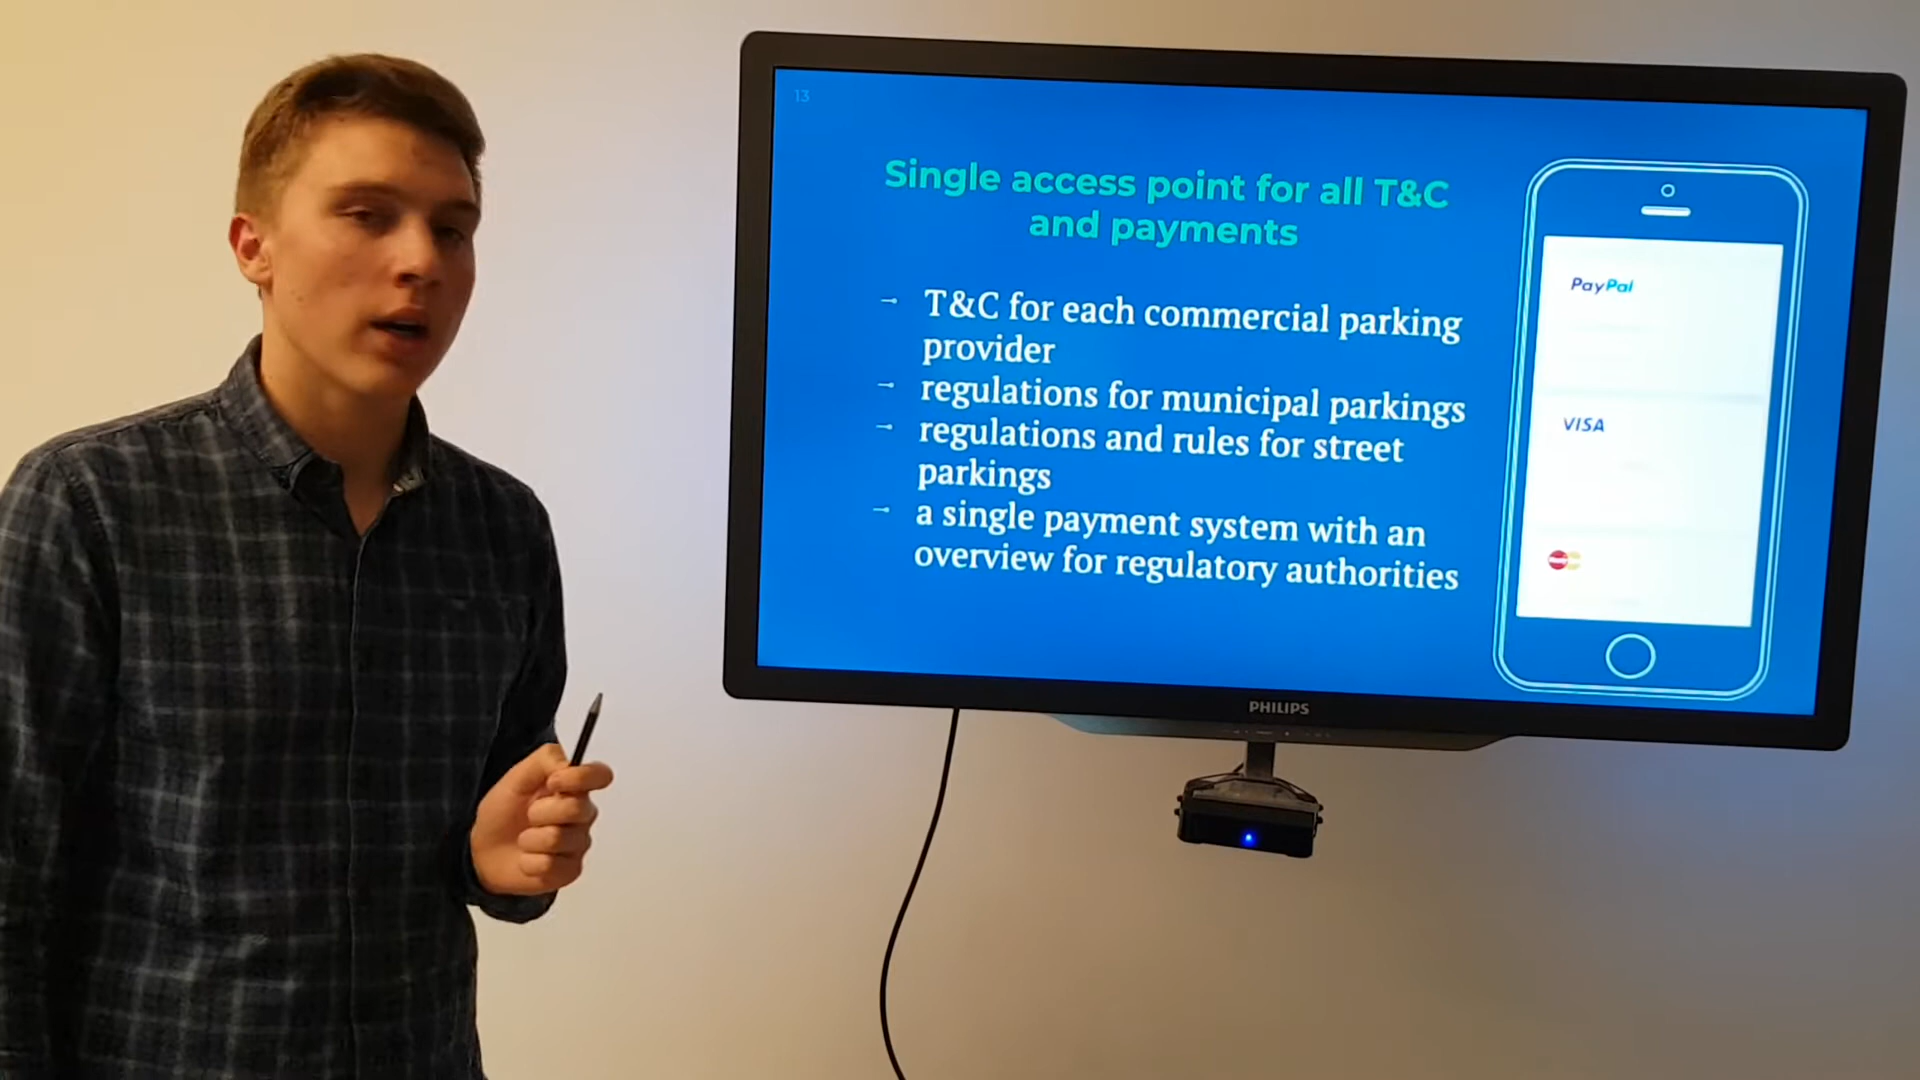 13
Single access point for all T&C
and payments
→ T&C for each commercial parking
provider
→ regulations for municipal parkings
→ regulations and rules for street
parkings
→ a single payment system with an
overview for regulatory authorities
PayPal
VISA
PHILIPS